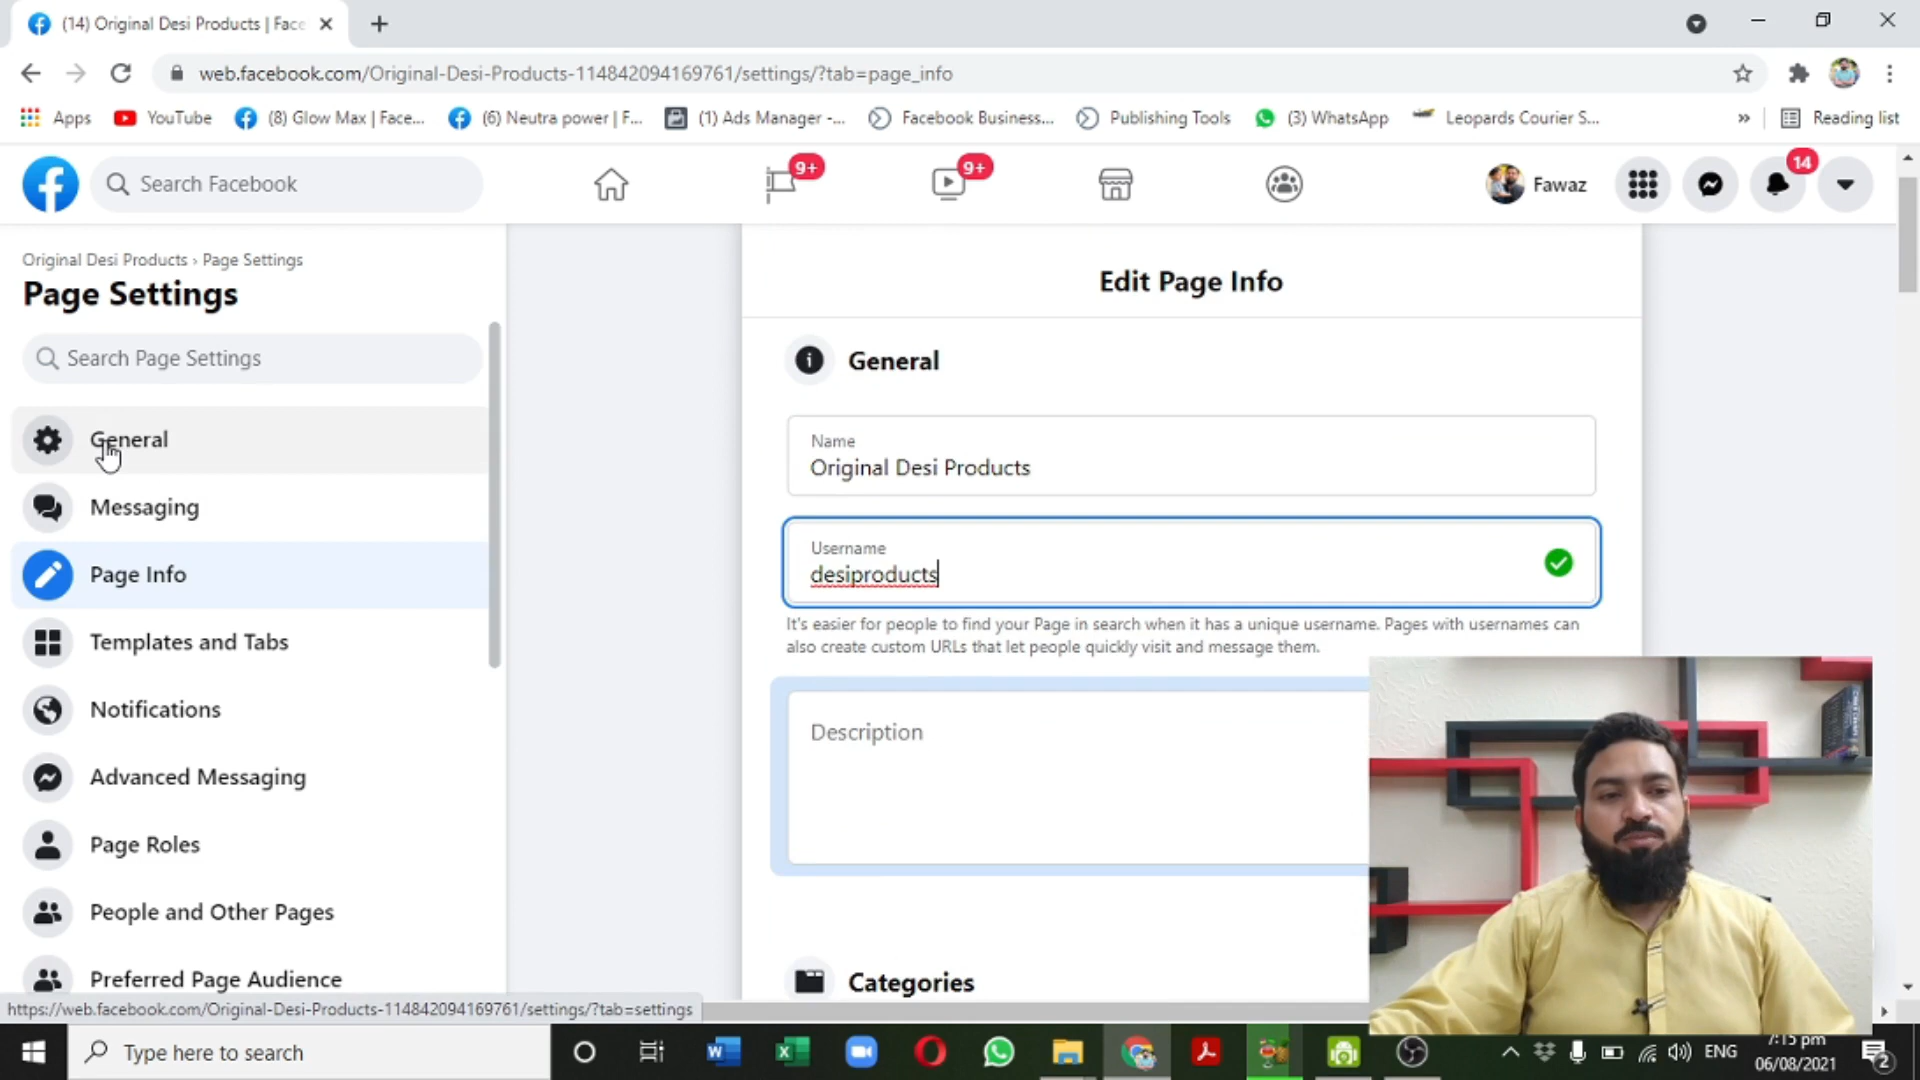 (14) Original Desi Products | Face
web.facebook.com/Original-Desi-Products-114842094169761/settings/?tab=page_info
Apps
YouTube
(8) Glow Max | Face...
(6) Neutra power | F...
(1) Ads Manager -...
Facebook Business...
Publishing Tools
(3) WhatsApp
Leopards Courier S...
»
Reading list
Search Facebook
9+
9+
Fawaz
14
Original Desi Products › Page Settings
Page Settings
Search Page Settings
General
Messaging
Page Info
Templates and Tabs
Notifications
Advanced Messaging
Page Roles
People and Other Pages
Preferred Page Audience
Edit Page Info
General
Name
Original Desi Products
Username
desiproducts
It's easier for people to find your Page in search when it has a unique username. Pages with usernames can
also create custom URLs that let people quickly visit and message them.
Description
Categories
https://web.facebook.com/Original-Desi-Products-114842094169761/settings/?tab=settings
Type here to search
ENG
7:15 pm
06/08/2021
2